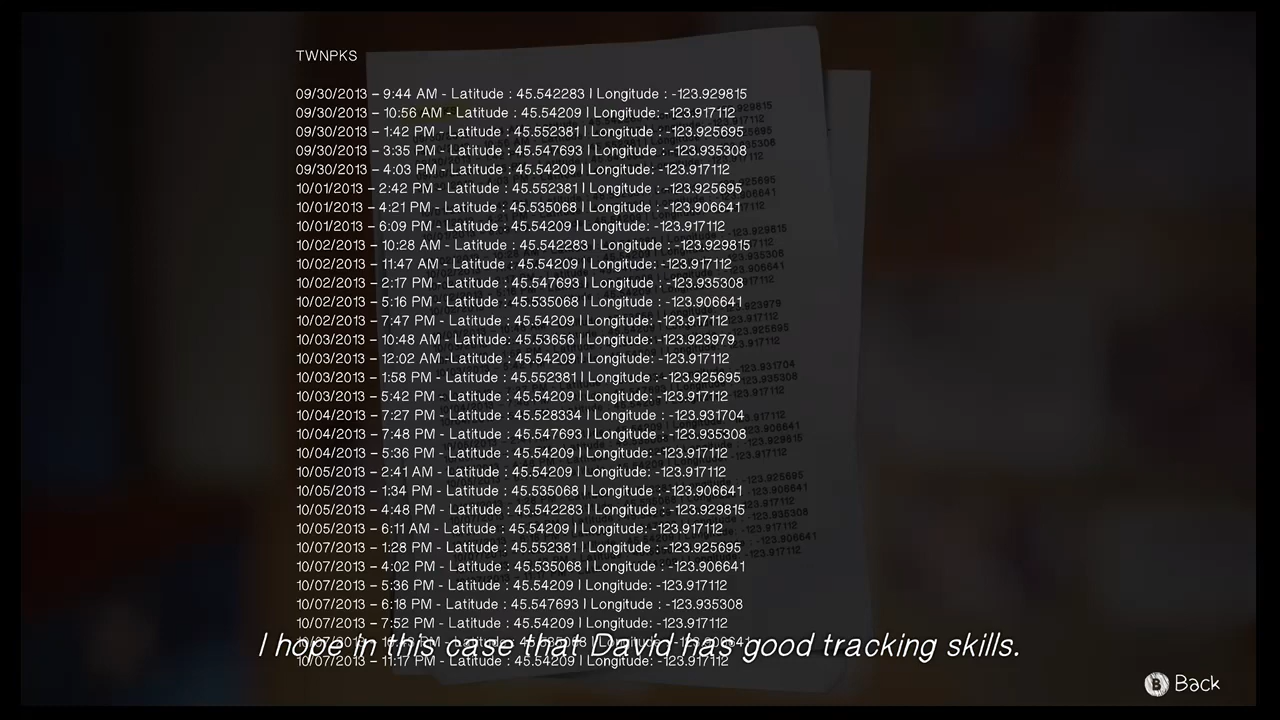 TWNPKS
09/30/2013 – 9:44 AM - Latitude : 45.542283 | Longitude : -123.929815
09/30/2013 – 10:56 AM - Latitude : 45.54209 | Longitude: -123.917112
09/30/2013 – 1:42 PM - Latitude : 45.552381 | Longitude : -123.925695
09/30/2013 – 3:35 PM - Latitude : 45.547693 | Longitude : -123.935308
09/30/2013 – 4:03 PM - Latitude : 45.54209 | Longitude: -123.917112
10/01/2013 – 2:42 PM - Latitude : 45.552381 | Longitude : -123.925695
10/01/2013 – 4:21 PM - Latitude : 45.535068 | Longitude : -123.906641
10/01/2013 – 6:09 PM - Latitude : 45.54209 | Longitude: -123.917112
10/02/2013 – 10:28 AM - Latitude : 45.542283 | Longitude : -123.929815
10/02/2013 – 11:47 AM - Latitude : 45.54209 | Longitude: -123.917112
10/02/2013 – 2:17 PM - Latitude : 45.547693 | Longitude : -123.935308
10/02/2013 – 5:16 PM - Latitude : 45.535068 | Longitude : -123.906641
10/02/2013 – 7:47 PM - Latitude : 45.54209 | Longitude: -123.917112
10/03/2013 – 10:48 AM - Latitude : 45.53656 | Longitude : -123.923979
10/03/2013 – 12:02 AM - Latitude : 45.54209 | Longitude: -123.917112
10/03/2013 – 1:58 PM - Latitude : 45.552381 | Longitude : -123.925695
10/03/2013 – 5:42 PM - Latitude : 45.54209 | Longitude: -123.917112
10/04/2013 – 7:27 PM - Latitude : 45.528334 | Longitude : -123.931704
10/04/2013 – 7:48 PM - Latitude : 45.547693 | Longitude : -123.935308
10/04/2013 – 5:36 PM - Latitude : 45.54209 | Longitude: -123.917112
10/05/2013 – 2:41 AM - Latitude : 45.54209 | Longitude: -123.917112
10/05/2013 – 1:34 PM - Latitude : 45.535068 | Longitude : -123.906641
10/05/2013 – 4:48 PM - Latitude : 45.542283 | Longitude : -123.929815
10/05/2013 – 6:11 AM - Latitude : 45.54209 | Longitude: -123.917112
10/07/2013 – 1:28 PM - Latitude : 45.552381 | Longitude : -123.925695
10/07/2013 – 4:02 PM - Latitude : 45.535068 | Longitude : -123.906641
10/07/2013 – 5:36 PM - Latitude : 45.54209 | Longitude: -123.917112
10/07/2013 – 6:18 PM - Latitude : 45.547693 | Longitude : -123.935308
10/07/2013 – 7:52 PM - Latitude : 45.54209 | Longitude: -123.917112
10/07/2013 PM - Latitude : 45.535068 | Longitude : -123.906641
I hope in this case that David has good tracking skills.
10/07/2013 – 11:17 PM - Latitude : 45.54209 | Longitude: -123.917112
B Back